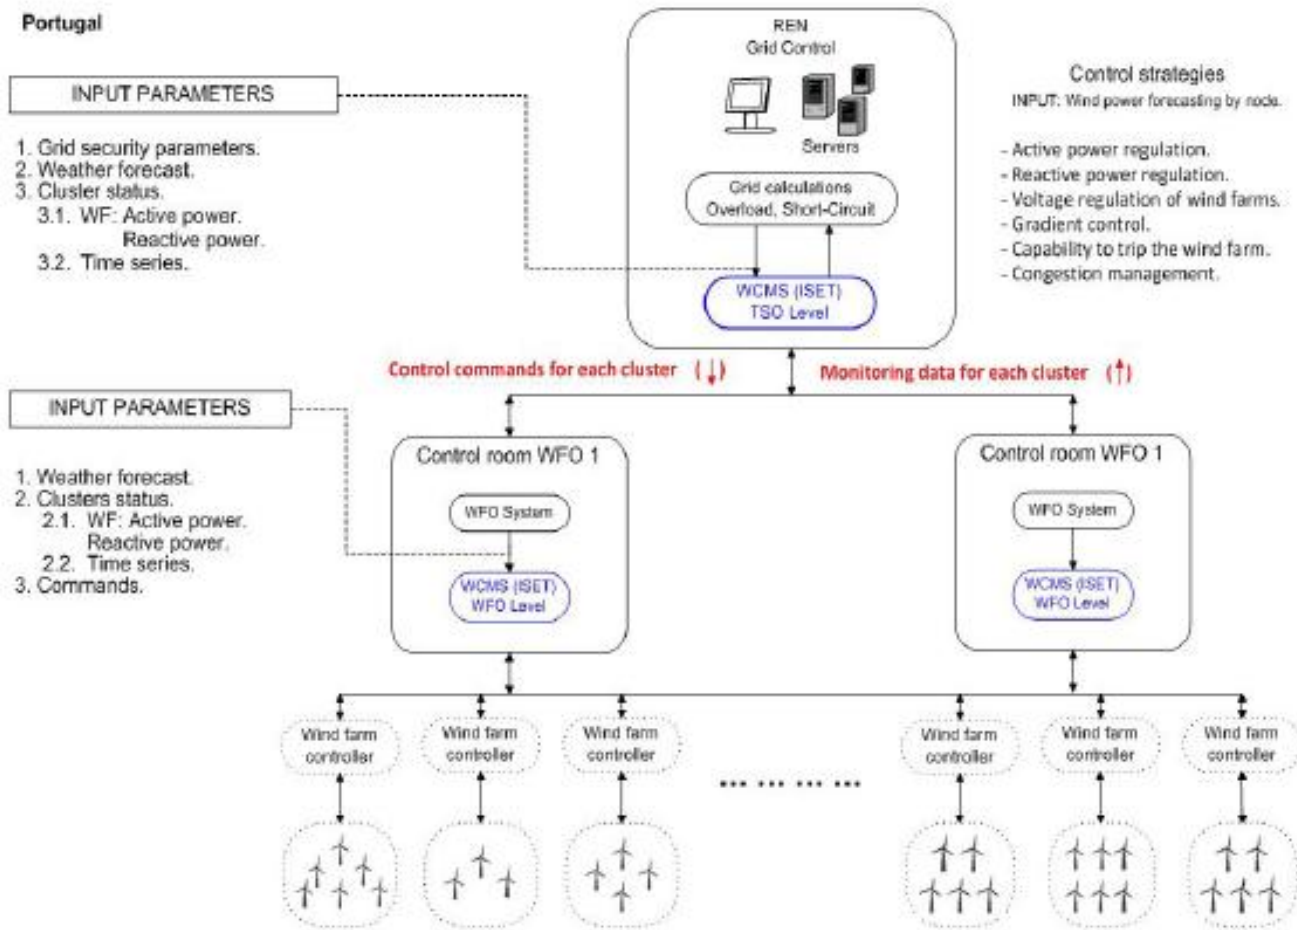 Portugal
INPUT PARAMETERS
1. Grid security parameters.
2. Weather forecast.
3. Cluster status.
3.1. WF: Active power.
Reactive power.
3.2. Time series.
REN
Grid Control
Servers
Grid calculations
Overload, Short-Circuit
WCMS (ISET)
TSO Level
Control strategies
INPUT: Wind power forecasting by node.
- Active power regulation.
- Reactive power regulation.
- Voltage regulation of wind farms.
- Gradient control.
- Capability to trip the wind farm.
- Congestion management.
Control commands for each cluster (↓)
Monitoring data for each cluster (↑)
INPUT PARAMETERS
1. Weather forecast.
2. Clusters status.
2.1. WF: Active power.
Reactive power.
2.2. Time series.
3. Commands.
Control room WFO 1
WFO System
WCMS (ISET)
WFO Level
Control room WFO 1
WFO System
WCMS (ISET)
WFO Level
Wind farm
controller
Wind farm
controller
Wind farm
controller
... ... ... ...
Wind farm
controller
Wind farm
controller
Wind farm
controller